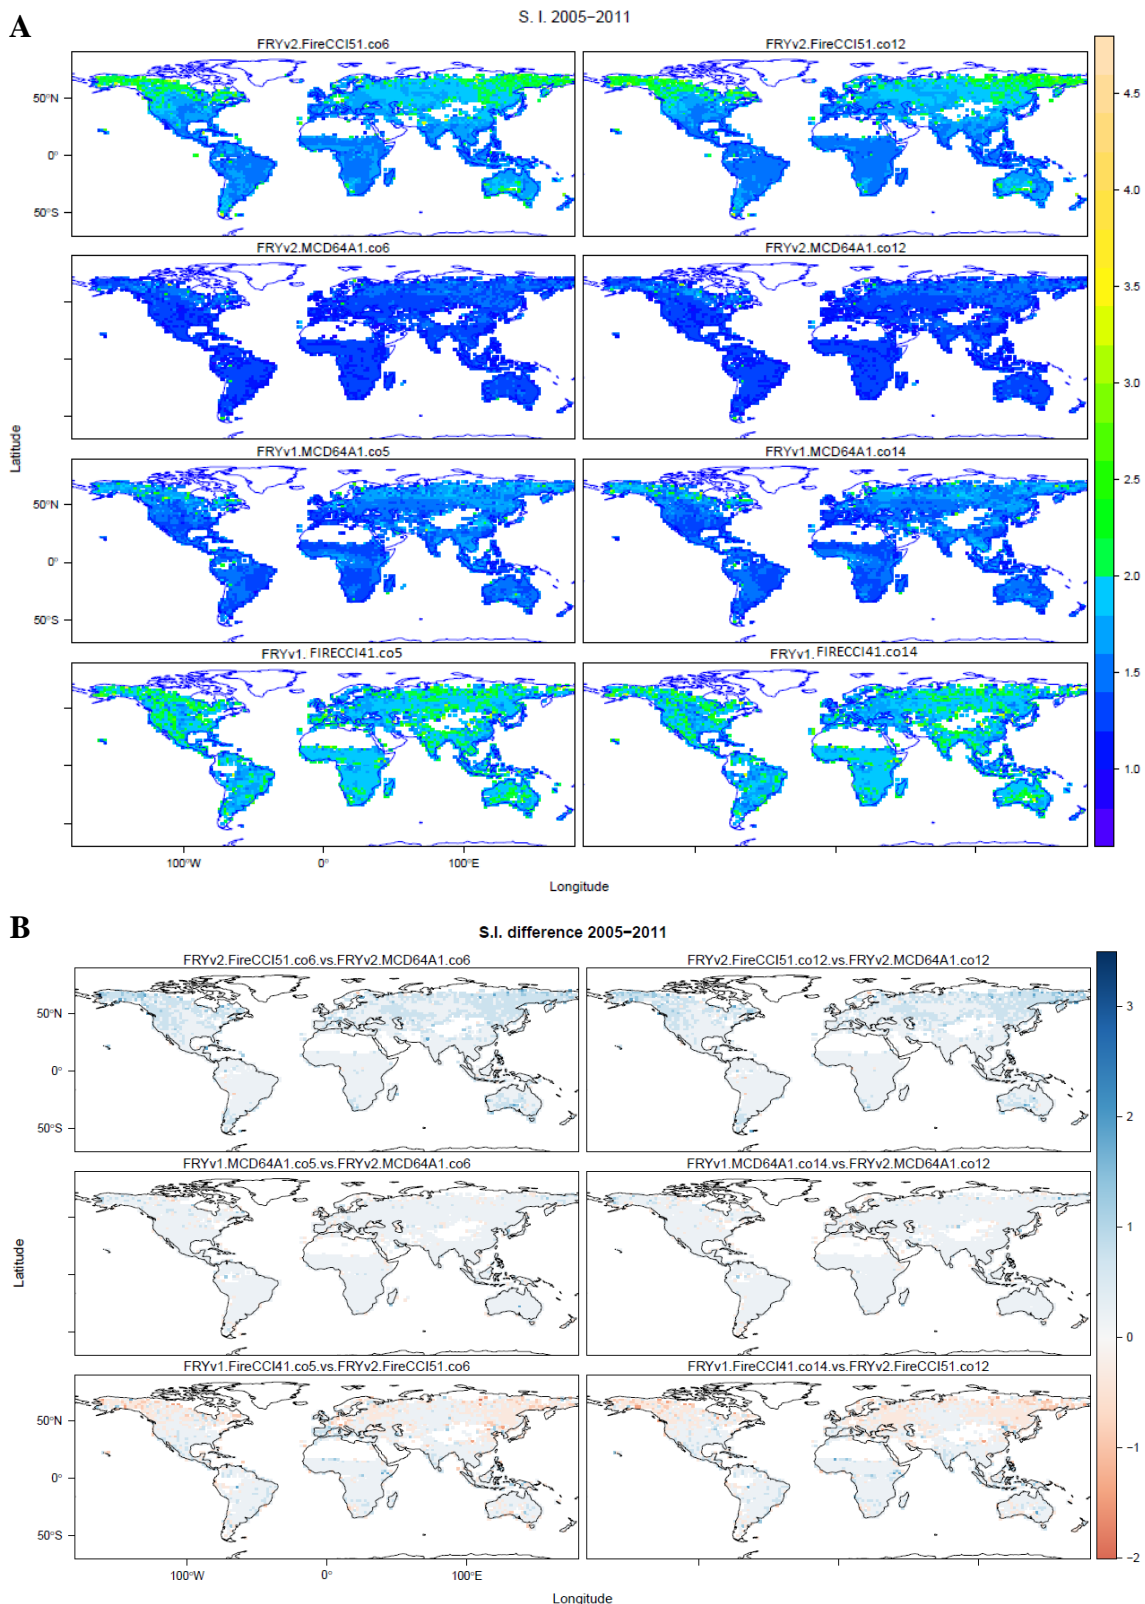 A
S. I. 2005−2011
FRYv2.FireCCI51.co6
FRYv2.FireCCI51.co12
50°N
0°
50°S
FRYv2.MCD64A1.co6
FRYv2.MCD64A1.co12
FRYv1.MCD64A1.co5
FRYv1.MCD64A1.co14
50°N
0°
50°S
FRYv1. FIRECCI41.co5
FRYv1. FIRECCI41.co14
100°W
0°
100°E
Latitude
Longitude
4.5
4.0
3.5
3.0
2.5
2.0
1.5
1.0
B
S.I. difference 2005−2011
FRYv2.FireCCI51.co6.vs.FRYv2.MCD64A1.co6
FRYv2.FireCCI51.co12.vs.FRYv2.MCD64A1.co12
50°N
0°
50°S
FRYv1.MCD64A1.co5.vs.FRYv2.MCD64A1.co6
FRYv1.MCD64A1.co14.vs.FRYv2.MCD64A1.co12
FRYv1.FireCCI41.co5.vs.FRYv2.FireCCI51.co6
FRYv1.FireCCI41.co14.vs.FRYv2.FireCCI51.co12
50°N
0°
50°S
100°W
0°
100°E
Latitude
Longitude
3
2
1
0
−1
−2